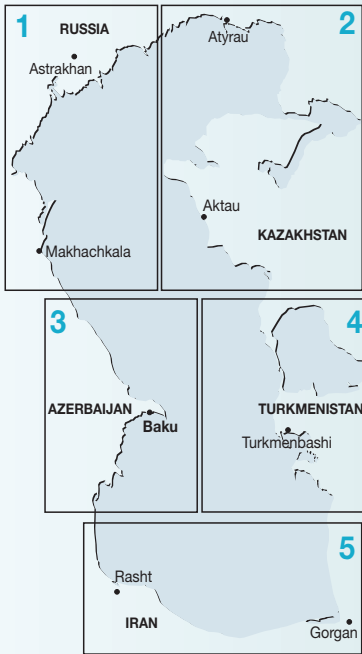 1
RUSSIA
Astrakhan
Makhachkala
2
Atyrau
Aktau
KAZAKHSTAN
3
AZERBAIJAN
Baku
4
TURKMENISTAN
Turkmenbashi
5
Rasht
IRAN
Gorgan